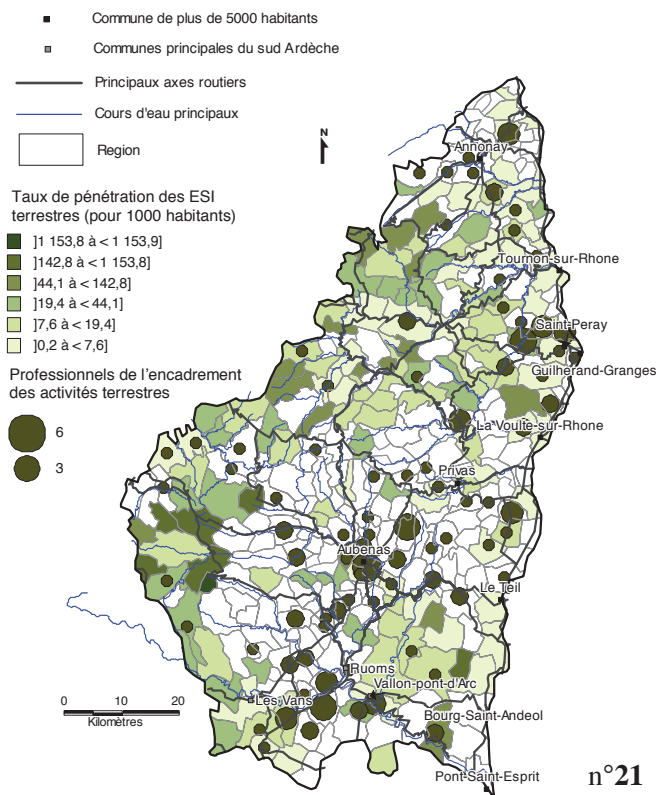 Commune de plus de 5000 habitants
Communes principales du sud Ardèche
Principaux axes routiers
Cours d'eau principaux
Region
N
Taux de pénétration des ESI
terrestres (pour 1000 habitants)
]1 153,8 à < 1 153,9]
]142,8 à < 1 153,8]
]44,1 à < 142,8]
]19,4 à < 44,1]
]7,6 à < 19,4]
]0,2 à < 7,6]
Professionnels de l'encadrement
des activités terrestres
6
3
Annonay
Tournon-sur-Rhone
Saint-Peray
Guilherand-Granges
La Voulte-sur-Rhone
Privas
Aubenas
Le Teil
Ruoms
Vallon-pont-d'Arc
Les Vans
Bourg-Saint-Andeol
Pont-Saint-Esprit
0 10 20
Kilomètres
n°21